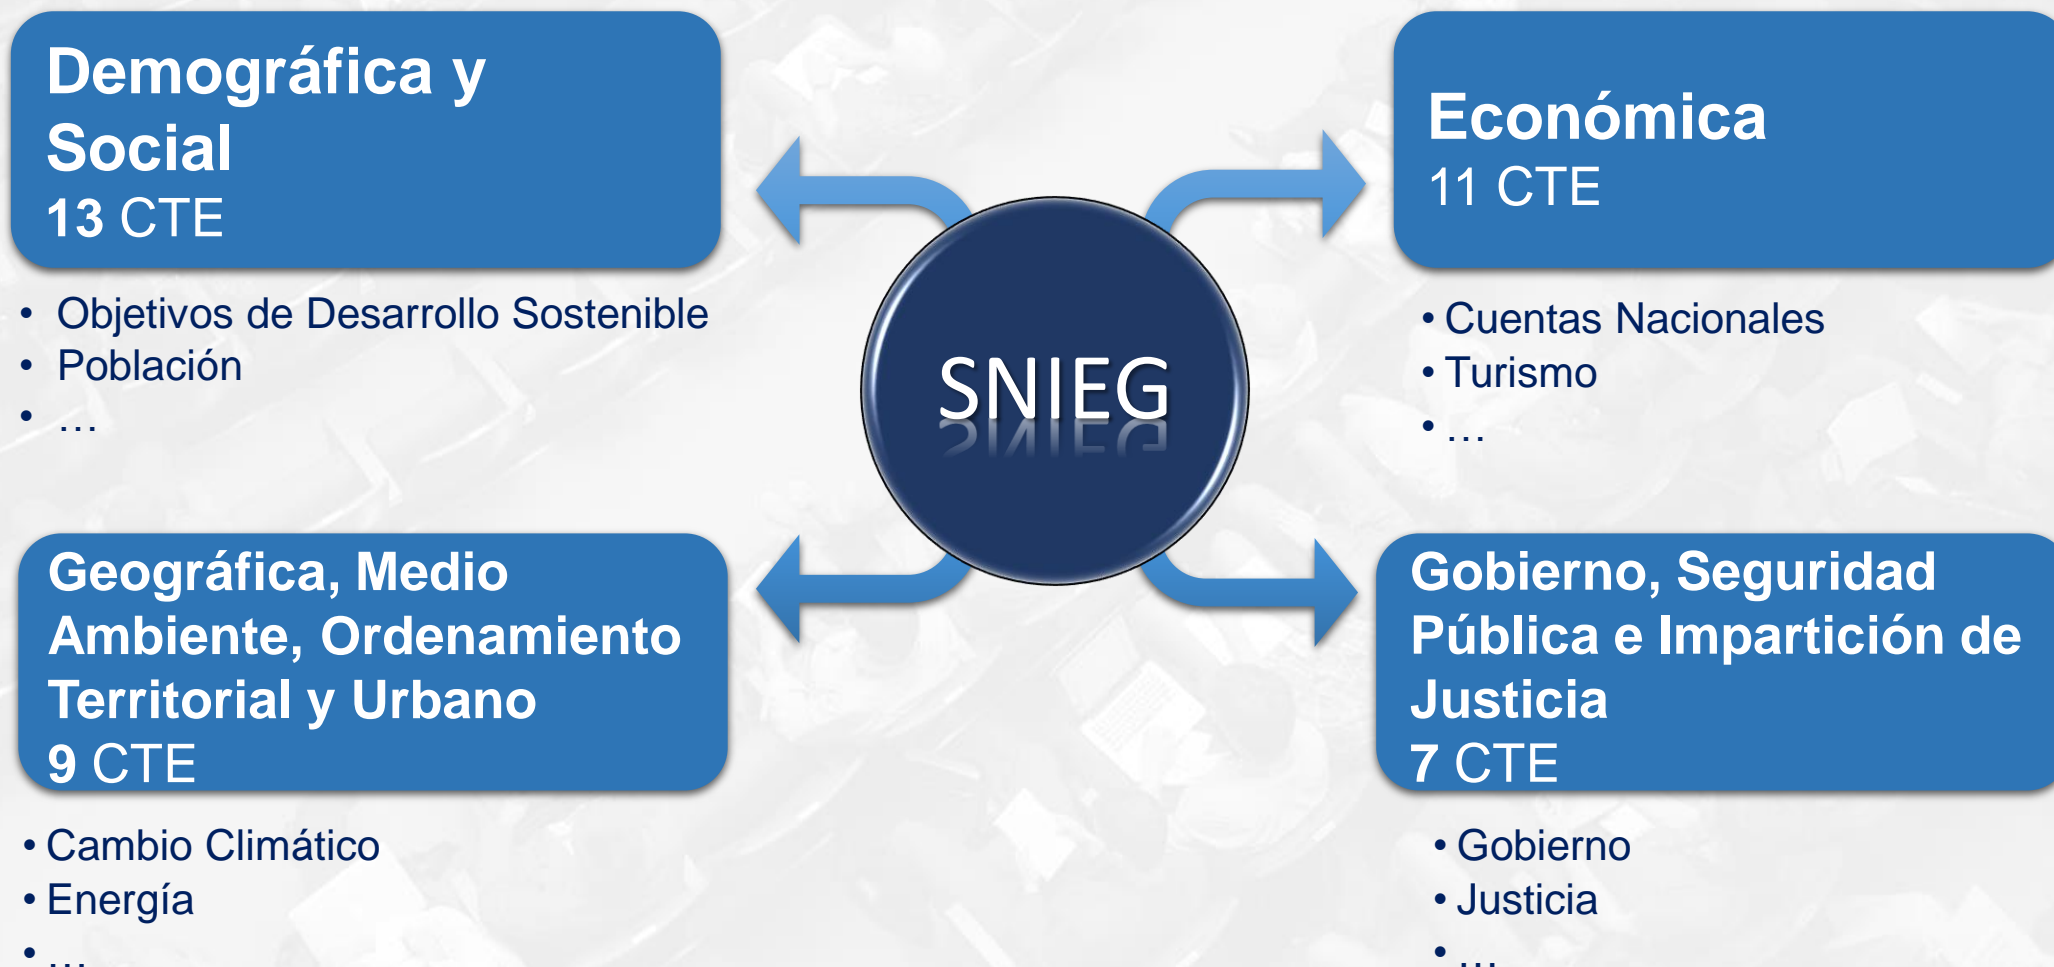 Demográfica y
Social
13 CTE
• Objetivos de Desarrollo Sostenible
• Población
• …
Económica
11 CTE
• Cuentas Nacionales
• Turismo
• …
SNIEG
Geográfica, Medio
Ambiente, Ordenamiento
Territorial y Urbano
9 CTE
• Cambio Climático
• Energía
• …
Gobierno, Seguridad
Pública e Impartición de
Justicia
7 CTE
• Gobierno
• Justicia
• …